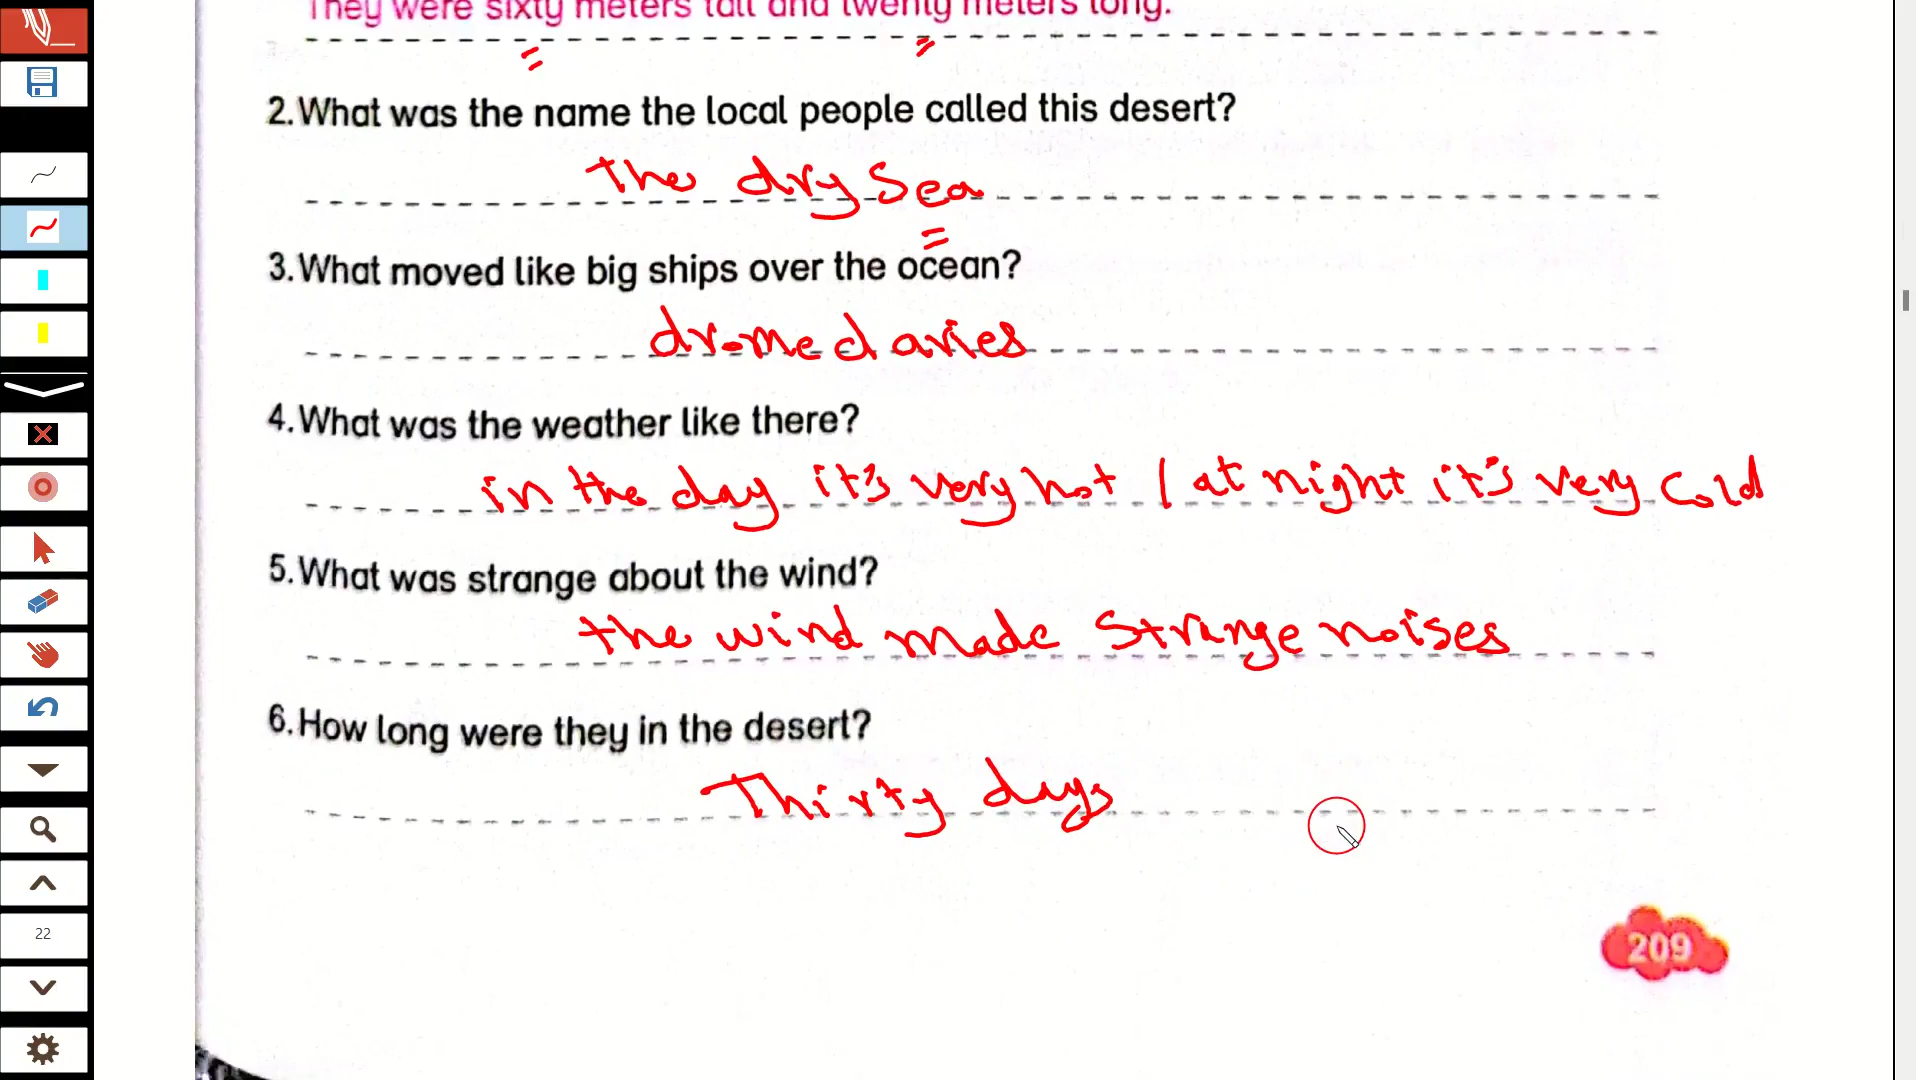 They were sixty meters tall and twenty meters long.
2.What was the name the local people called this desert?
the dry Sea
3.What moved like big ships over the ocean?
dromedaries
4.What was the weather like there?
in the day it's very hot / at night it's very cold
5.What was strange about the wind?
the wind made strange noises
6.How long were they in the desert?
Thirty days
22
209